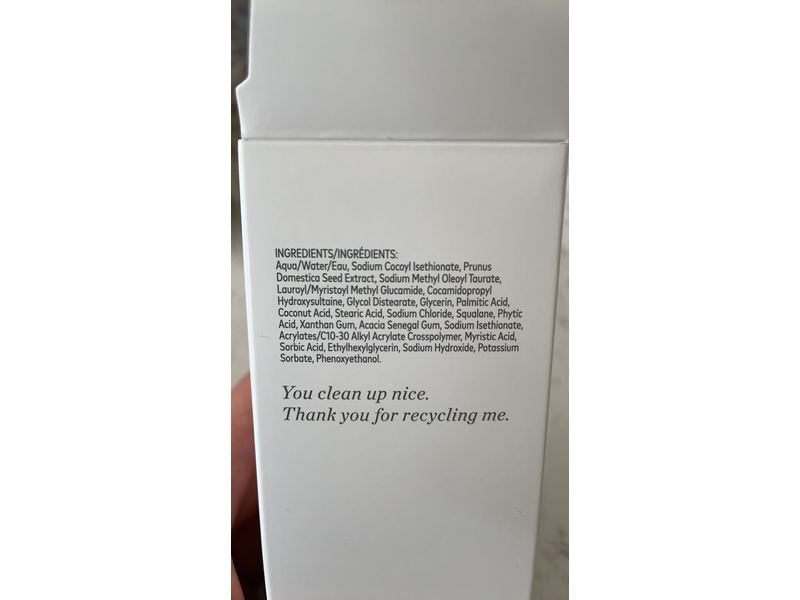 INGREDIENTS/INGRÉDIENTS:
Aqua/Water/Eau, Sodium Cocoyl Isethionate, Prunus
Domestica Seed Extract, Sodium Methyl Oleoyl Taurate,
Lauroyl/Myristoyl Methyl Glucamide, Cocamidopropyl
Hydroxysultaine, Glycol Distearate, Glycerin, Palmitic Acid,
Coconut Acid, Stearic Acid, Sodium Chloride, Squalane, Phytic
Acid, Xanthan Gum, Acacia Senegal Gum, Sodium Isethionate,
Acrylates/C10-30 Alkyl Acrylate Crosspolymer, Myristic Acid,
Sorbic Acid, Ethylhexylglycerin, Sodium Hydroxide, Potassium
Sorbate, Phenoxyethanol.
You clean up nice.
Thank you for recycling me.